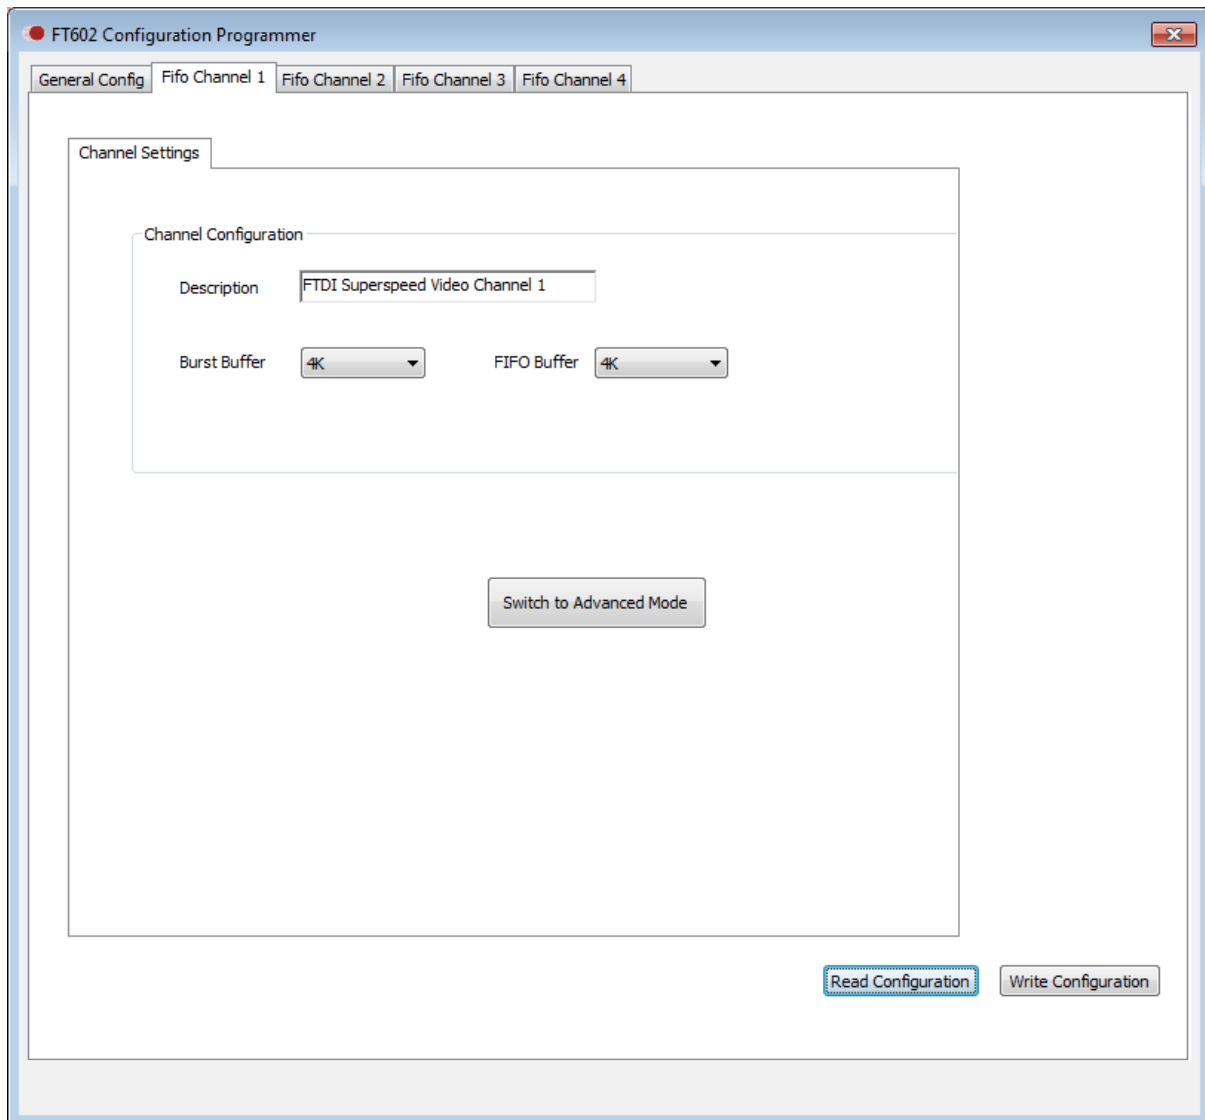 FT602 Configuration Programmer
General Config Fifo Channel 1 Fifo Channel 2 Fifo Channel 3 Fifo Channel 4
Channel Settings
Channel Configuration
Description FTDI Superspeed Video Channel 1
Burst Buffer 4K FIFO Buffer 4K
Switch to Advanced Mode
Read Configuration Write Configuration